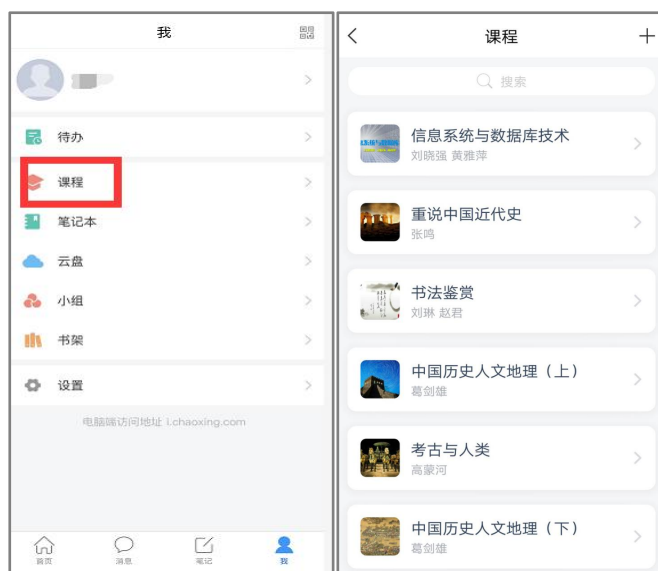 我
待办
课程
笔记本
云盘
小组
书架
设置
电脑端访问地址 i.chaoxing.com
首页
消息
笔记
我
课程
搜索
信息系统与数据库技术
刘晓强 黄雅萍
重说中国近代史
张鸣
书法鉴赏
刘琳 赵君
中国历史人文地理（上）
葛剑雄
考古与人类
高蒙河
中国历史人文地理（下）
葛剑雄